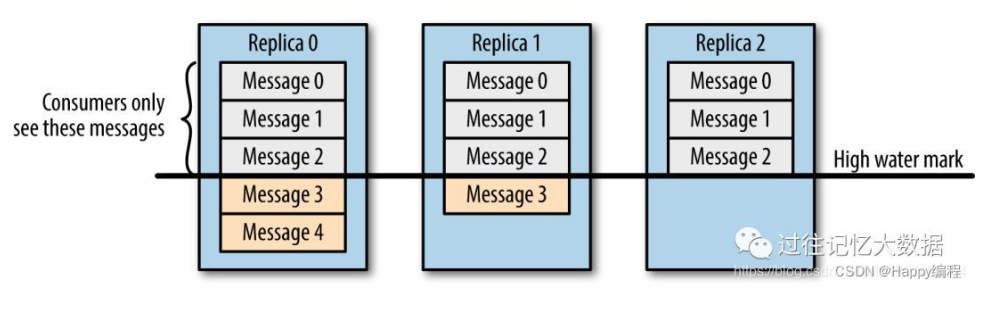 Replica 0
Replica 1
Replica 2
Consumers only
see these messages
Message 0
Message 1
Message 2
Message 3
Message 4
Message 0
Message 1
Message 2
Message 3
Message 0
Message 1
Message 2
High water mark
过往记忆大数据
https://blog.csd
CSDN @Happy编程